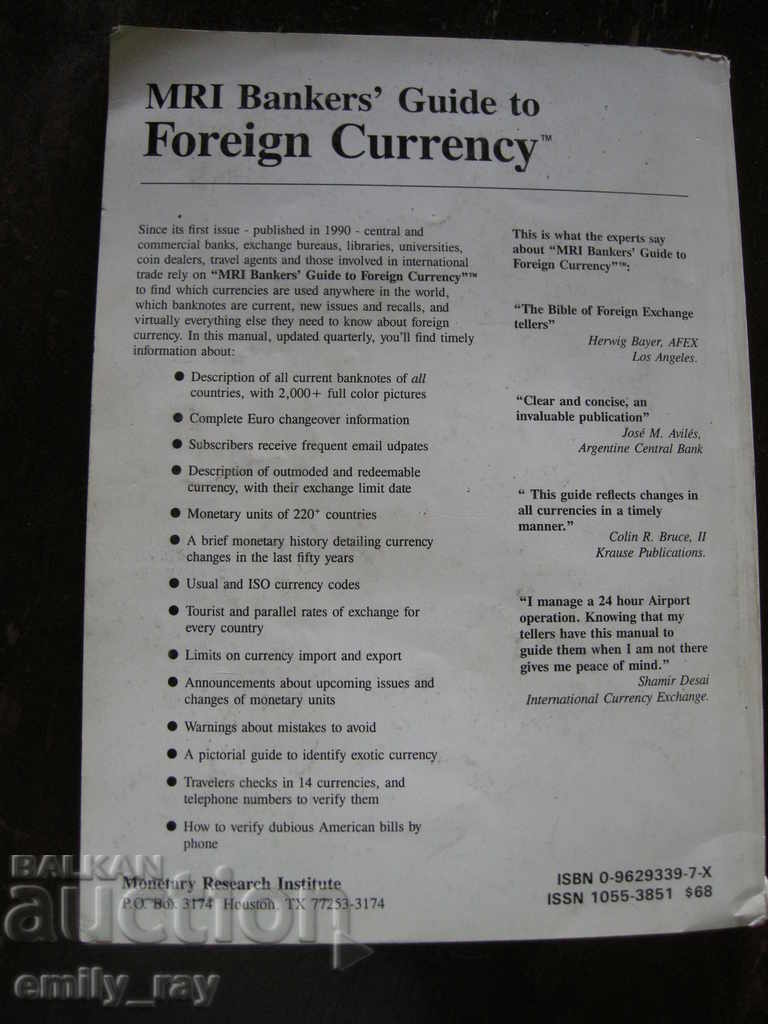 MRI Bankers' Guide to
Foreign Currency™
Since its first issue - published in 1990 - central and
commercial banks, exchange bureaus, libraries, universities,
coin dealers, travel agents and those involved in international
trade rely on "MRI Bankers' Guide to Foreign Currency"™
to find which currencies are used anywhere in the world,
which banknotes are current, new issues and recalls, and
virtually everything else they need to know about foreign
currency. In this manual, updated quarterly, you'll find timely
information about:
● Description of all current banknotes of all
countries, with 2,000+ full color pictures
● Complete Euro changeover information
● Subscribers receive frequent email udpates
● Description of outmoded and redeemable
currency, with their exchange limit date
● Monetary units of 220+ countries
● A brief monetary history detailing currency
changes in the last fifty years
● Usual and ISO currency codes
● Tourist and parallel rates of exchange for
every country
● Limits on currency import and export
● Announcements about upcoming issues and
changes of monetary units
● Warnings about mistakes to avoid
● A pictorial guide to identify exotic currency
● Travelers checks in 14 currencies, and
telephone numbers to verify them
● How to verify dubious American bills by
phone
Monetary Research Institute
P.O. Box 3174 Houston, TX 77253-3174
This is what the experts say
about "MRI Bankers' Guide to
Foreign Currency"™:
"The Bible of Foreign Exchange
tellers"
Herwig Bayer, AFEX
Los Angeles.
"Clear and concise, an
invaluable publication"
José M. Avilés,
Argentine Central Bank
" This guide reflects changes in
all currencies in a timely
manner."
Colin R. Bruce, II
Krause Publications.
"I manage a 24 hour Airport
operation. Knowing that my
tellers have this manual to
guide them when I am not there
gives me peace of mind."
Shamir Desai
International Currency Exchange.
ISBN 0-9629339-7-X
ISSN 1055-3851 $68
BALKAN
auction
emily_ray